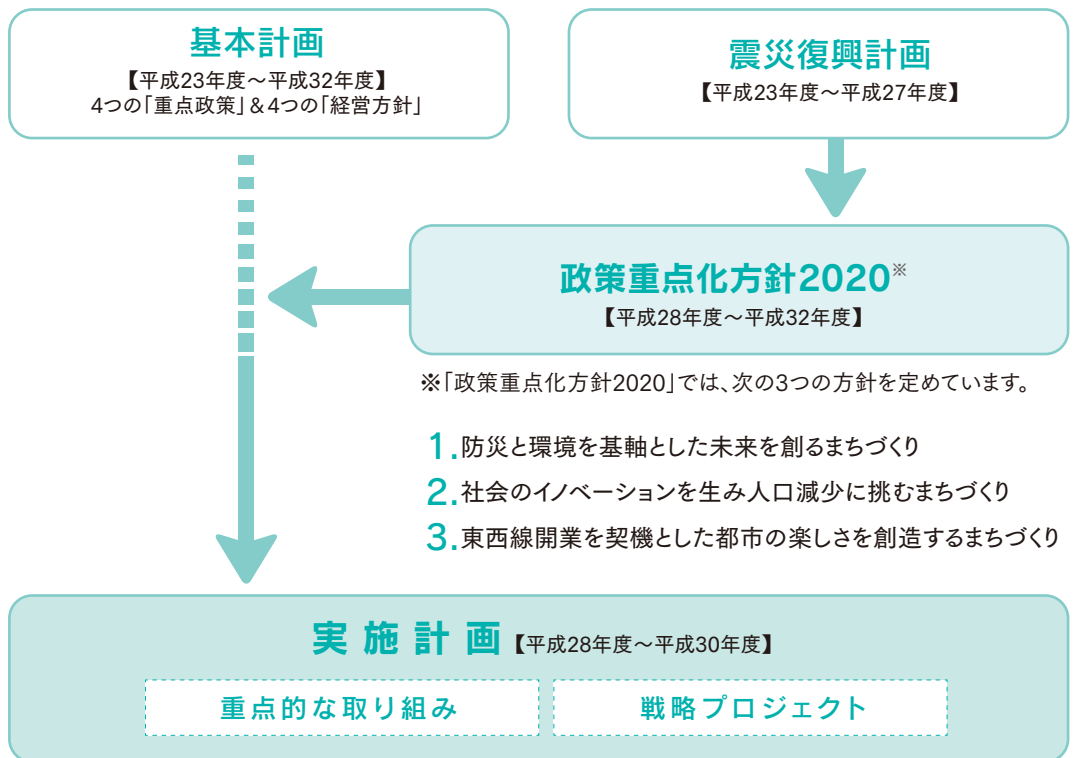 基本計画
【平成23年度～平成32年度】
4つの「重点政策」&4つの「経営方針」
震災復興計画
【平成23年度～平成27年度】
政策重点化方針2020※
【平成28年度～平成32年度】
※「政策重点化方針2020」では、次の3つの方針を定めています。
1.防災と環境を基軸とした未来を創るまちづくり
2.社会のイノベーションを生み人口減少に挑むまちづくり
3.東西線開業を契機とした都市の楽しさを創造するまちづくり
実施計画【平成28年度～平成30年度】
重点的な取り組み
戦略プロジェクト